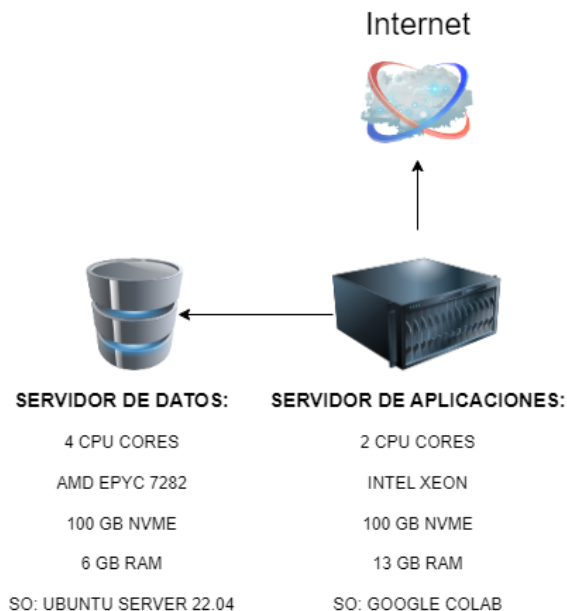 Internet
SERVIDOR DE DATOS:
4 CPU CORES
AMD EPYC 7282
100 GB NVME
6 GB RAM
SO: UBUNTU SERVER 22.04
SERVIDOR DE APLICACIONES:
2 CPU CORES
INTEL XEON
100 GB NVME
13 GB RAM
SO: GOOGLE COLAB